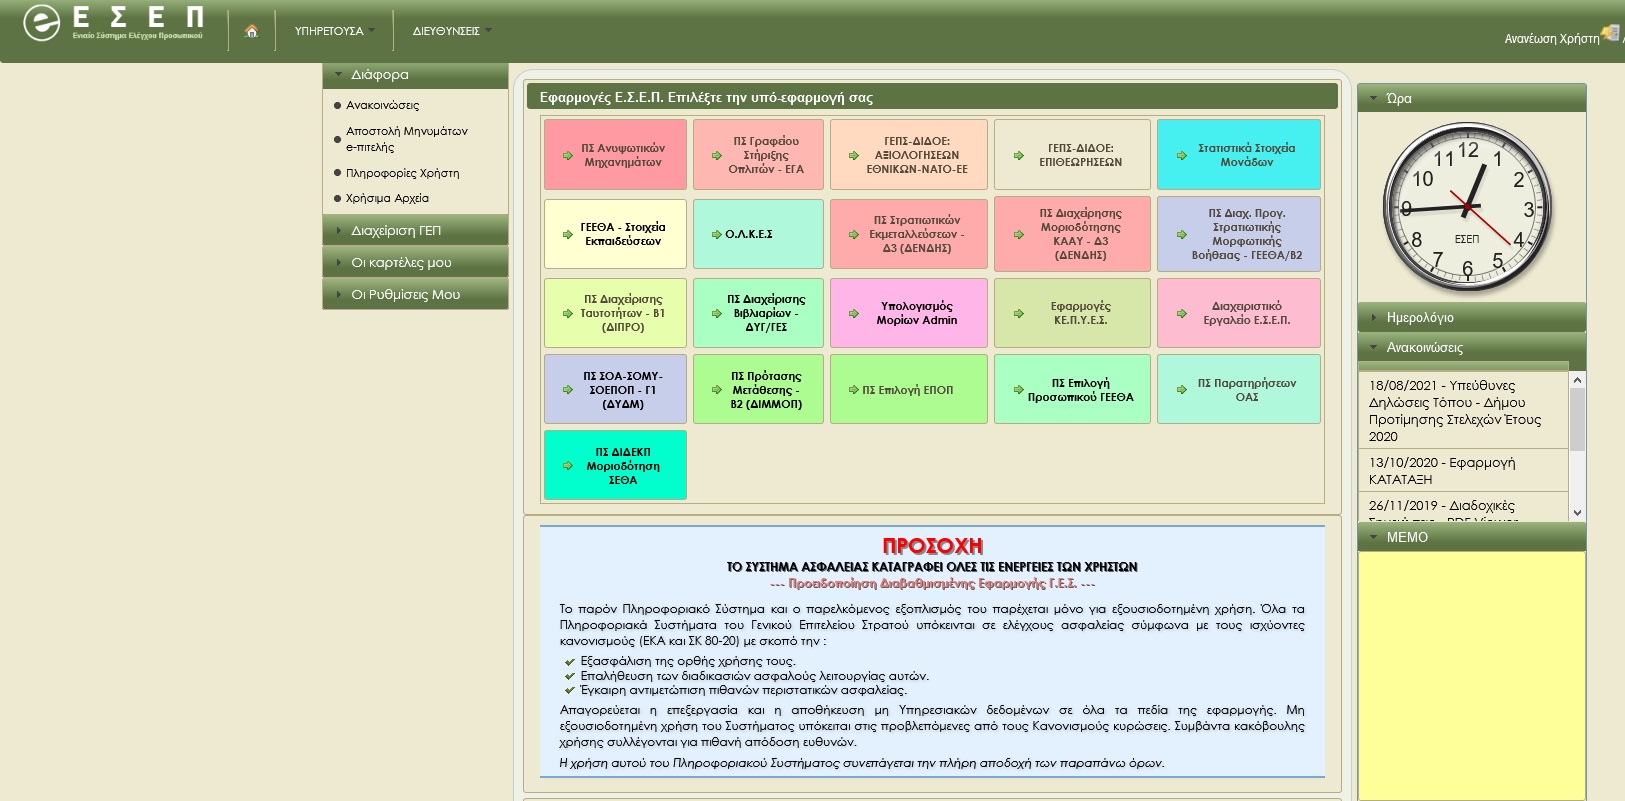 Ε Σ Ε Π
Ενιαίο Σύστημα Ελέγχου Προσωπικού
ΥΠΗΡΕΤΟΥΣΑ
ΔΙΕΥΘΥΝΣΕΙΣ
Ανανέωση Χρήστη
Διάφορα
Ανακοινώσεις
Αποστολή Μηνυμάτων
e-πιτελής
Πληροφορίες Χρήστη
Χρήσιμα Αρχεία
Διαχείριση ΓΕΠ
Οι καρτέλες μου
Οι Ρυθμίσεις Μου
Εφαρμογές Ε.Σ.Ε.Π. Επιλέξτε την υπό-εφαρμογή σας
ΠΣ Ανυψωτικών
Μηχανημάτων
ΠΣ Γραφείου
Στήριξης
Οπλιτών - ΕΓΑ
ΓΕΠΣ-ΔΙΔΟΕ:
ΑΞΙΟΛΟΓΗΣΕΩΝ
ΕΘΝΙΚΩΝ-ΝΑΤΟ-ΕΕ
ΓΕΠΣ-ΔΙΔΟΕ:
ΕΠΙΘΕΩΡΗΣΕΩΝ
Στατιστικά Στοιχεία
Μονάδων
ΓΕΕΘΑ - Στοιχεία
Εκπαιδεύσεων
Ο.Λ.Κ.Ε.Σ
ΠΣ Στρατιωτικών
Εκμεταλλεύσεων -
Δ3 (ΔΕΝΔΗΣ)
ΠΣ Διαχείρησης
Μοριοδότησης
ΚΑΑΥ - Δ3
(ΔΕΝΔΗΣ)
ΠΣ Διαχ. Προγ.
Στρατιωτικής
Μορφωτικής
Βοήθειας - ΓΕΕΘΑ/Β2
ΠΣ Διαχείρισης
Ταυτοτήτων - Β1
(ΔΙΠΡΟ)
ΠΣ Διαχείρισης
Βιβλιαρίων -
ΔΥΓ/ΓΕΣ
Υπολογισμός
Μορίων Admin
Εφαρμογές
ΚΕ.Π.Υ.Ε.Σ.
Διαχειριστικό
Εργαλείο Ε.Σ.Ε.Π.
ΠΣ ΣΟΑ-ΣΟΜΥ-
ΣΟΕΠΟΠ - Γ1
(ΔΥΔΜ)
ΠΣ Πρότασης
Μετάθεσης -
Β2 (ΔΙΜΜΟΠ)
ΠΣ Επιλογή ΕΠΟΠ
ΠΣ Επιλογή
Προσωπικού ΓΕΕΘΑ
ΠΣ Παρατηρήσεων
ΟΑΣ
ΠΣ ΔΙΔΕΚΠ
Μοριοδότηση
ΣΕΘΑ
ΠΡΟΣΟΧΗ
ΤΟ ΣΥΣΤΗΜΑ ΑΣΦΑΛΕΙΑΣ ΚΑΤΑΓΡΑΦΕΙ ΟΛΕΣ ΤΙΣ ΕΝΕΡΓΕΙΕΣ ΤΩΝ ΧΡΗΣΤΩΝ
--- Προειδοποίηση Διαβαθμισμένης Εφαρμογής Γ.Ε.Σ. ---
Το παρόν Πληροφοριακό Σύστημα και ο παρελκόμενος εξοπλισμός του παρέχεται μόνο για εξουσιοδοτημένη χρήση. Όλα τα
Πληροφοριακά Συστήματα του Γενικού Επιτελείου Στρατού υπόκεινται σε ελέγχους ασφαλείας σύμφωνα με τους ισχύοντες
κανονισμούς (ΕΚΑ και ΣΚ 80-20) με σκοπό την :
Εξασφάλιση της ορθής χρήσης τους.
Επαλήθευση των διαδικασιών ασφαλούς λειτουργίας αυτών.
Έγκαιρη αντιμετώπιση πιθανών περιστατικών ασφαλείας.
Απαγορεύεται η επεξεργασία και η αποθήκευση μη Υπηρεσιακών δεδομένων σε όλα τα πεδία της εφαρμογής. Μη
εξουσιοδοτημένη χρήση του Συστήματος υπόκειται στις προβλεπόμενες από τους Κανονισμούς κυρώσεις. Συμβάντα κακόβουλης
χρήσης συλλέγονται για πιθανή απόδοση ευθυνών.
Η χρήση αυτού του Πληροφοριακού Συστήματος συνεπάγεται την πλήρη αποδοχή των παραπάνω όρων.
Ώρα
12
1
2
3
4
5
6
7
8
9
10
11
ΕΣΕΠ
Ημερολόγιο
Ανακοινώσεις
18/08/2021 - Υπεύθυνες
Δηλώσεις Τόπου - Δήμου
Προτίμησης Στελεχών Έτους
2020
13/10/2020 - Εφαρμογή
ΚΑΤΑΤΑΞΗ
26/11/2019 - Διαδοχικές
MEMO